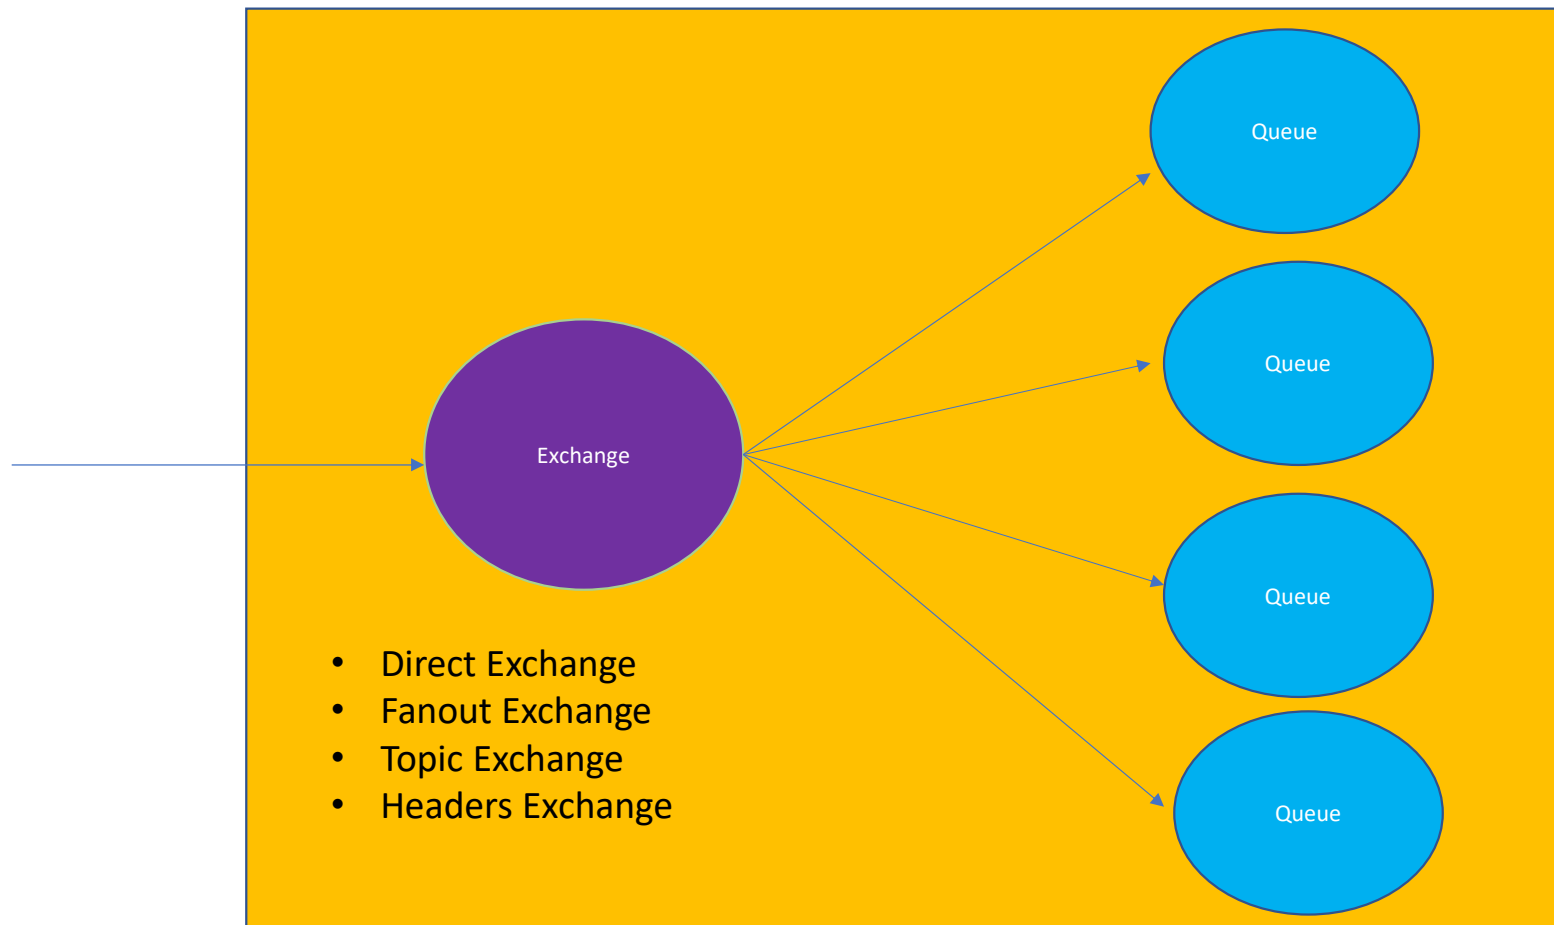 Queue
Queue
Exchange
Queue
Queue
• Direct Exchange
• Fanout Exchange
• Topic Exchange
• Headers Exchange